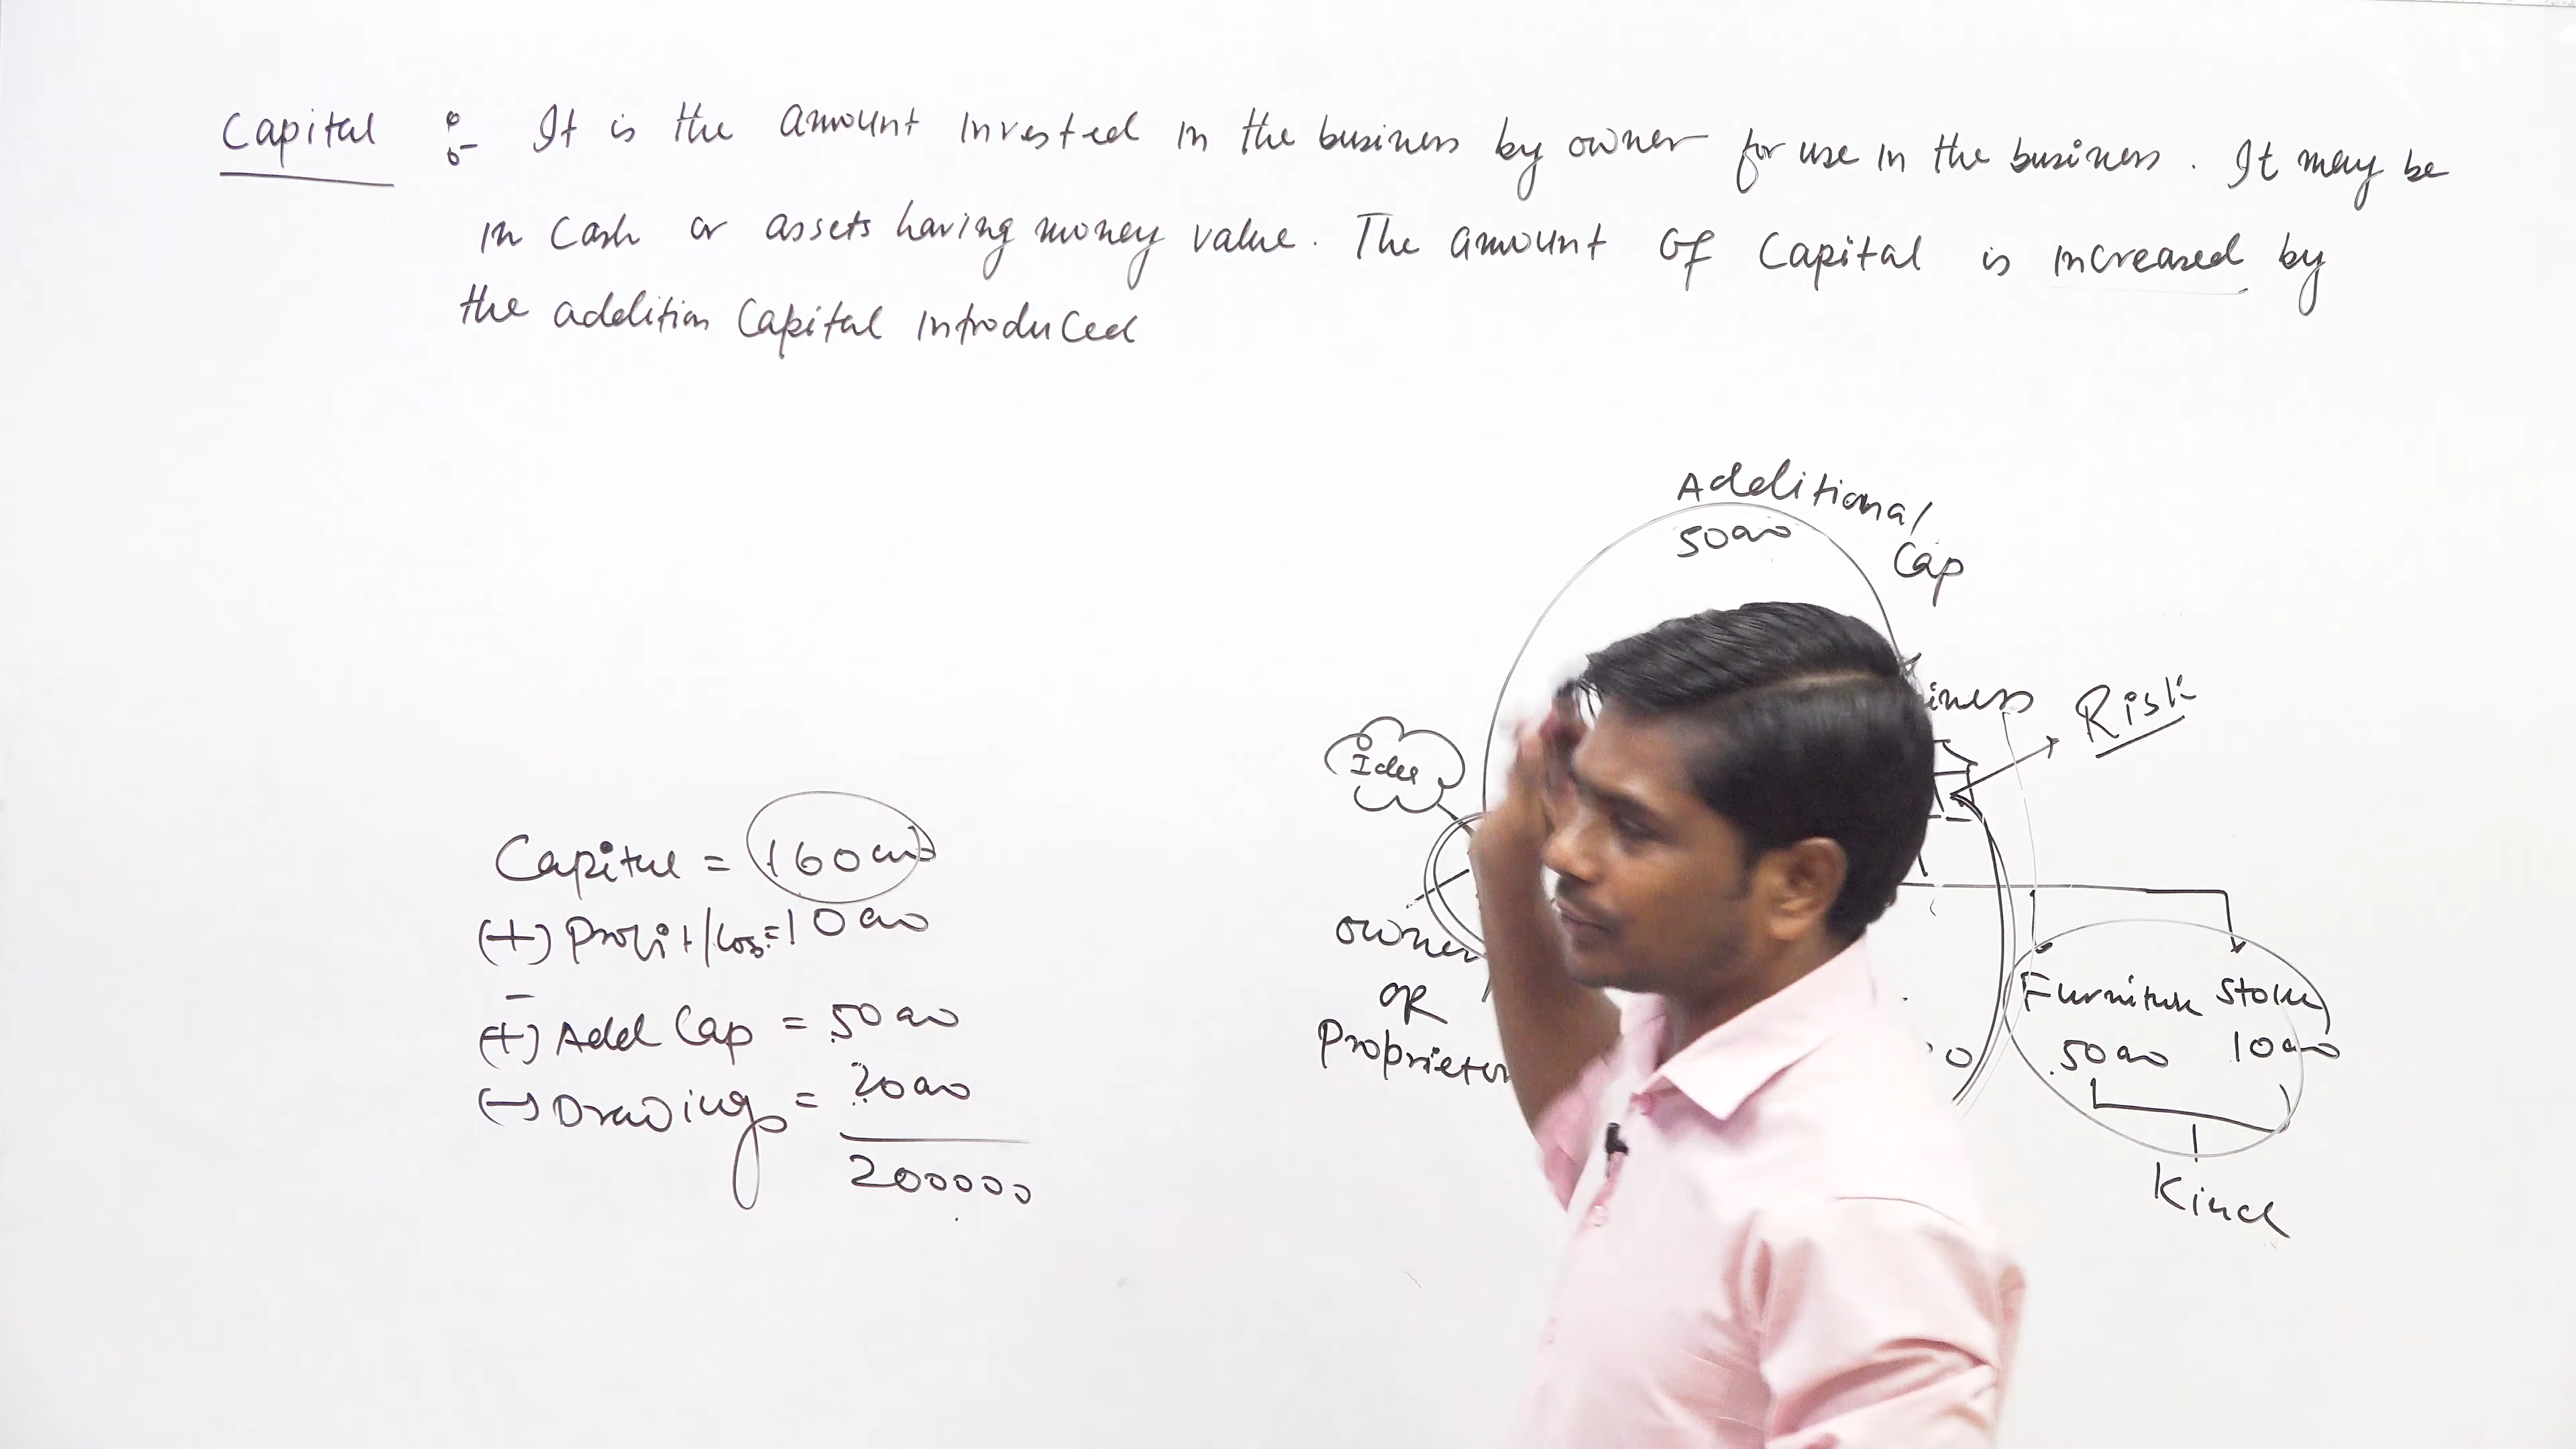 Capital :- It is the amount invested in the business by owner for use in the business. It may be
in Cash or assets having money value. The amount of Capital is increased by
the addition Capital introduced
Additional
50000
Cap
Risk
Idea
Capital = 160000
(+) Profit/Loss = 10000
-
(+) Add Cap = 50000
(-) Drawings = 20000
200000
owner
OR
Proprietor
Furniture Stock
50000 10000
Kind